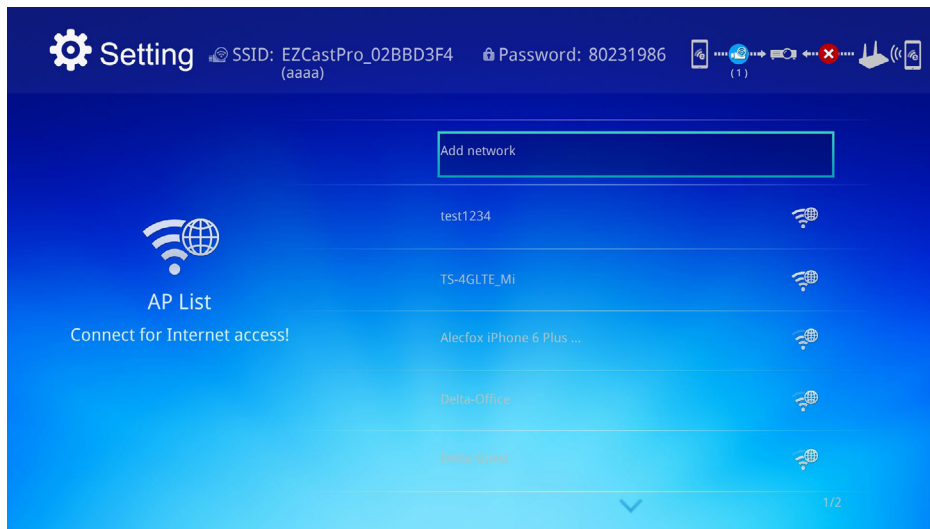 Setting
SSID: EZCastPro_02BBD3F4
(aaaa)
Password: 80231986
(1)
Add network
test1234
TS-4GLTE_Mi
AP List
Connect for Internet access!
Alecfox iPhone 6 Plus ...
Delta-Office
1/2